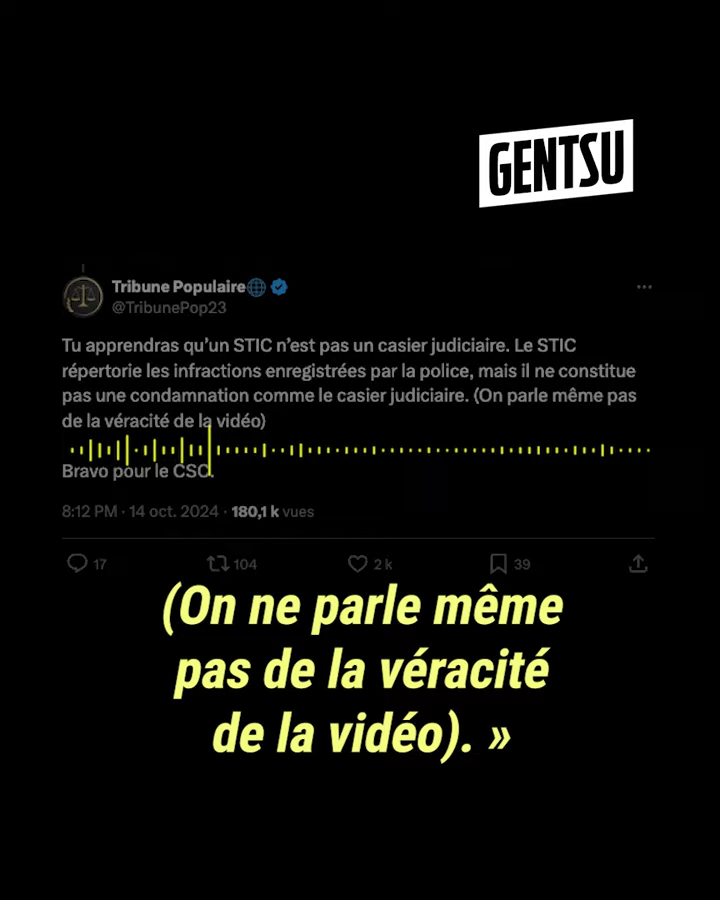 GENTSU
Tribune Populaire
@TribunePop23
Tu apprendras qu'un STIC n'est pas un casier judiciaire. Le STIC
répertorie les infractions enregistrées par la police, mais il ne constitue
pas une condamnation comme le casier judiciaire. (On parle même pas
de la véracité de la vidéo)
Bravo pour le CSC.
8:12 PM · 14 oct. 2024 · 180,1 k vues
17 104 2 k 39
(On ne parle même
pas de la véracité
de la vidéo). »